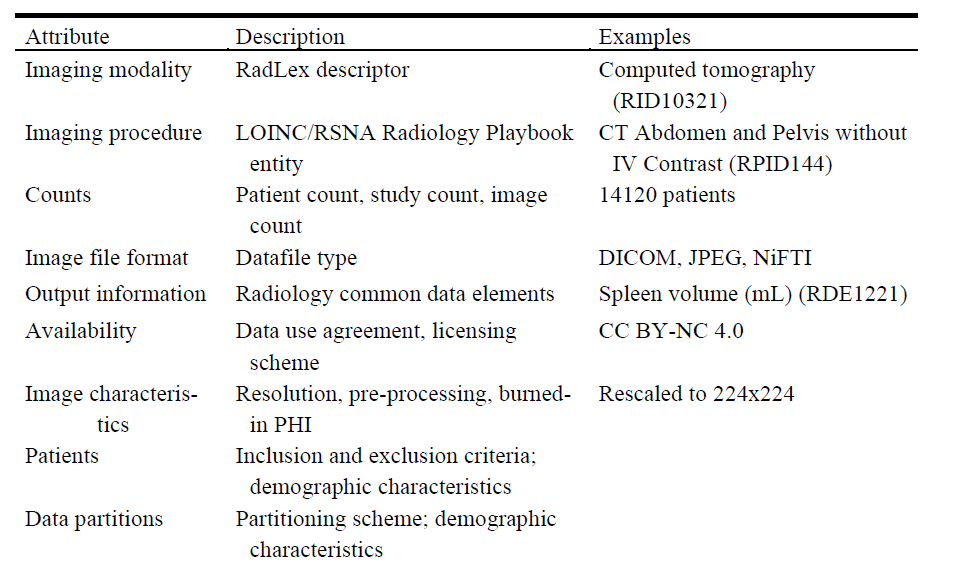 Attribute Description Examples
Imaging modality RadLex descriptor Computed tomography
(RID10321)
Imaging procedure LOINC/RSNA Radiology Playbook CT Abdomen and Pelvis without
entity IV Contrast (RPID144)
Counts Patient count, study count, image 14120 patients
count
Image file format Datafile type DICOM, JPEG, NiFTI
Output information Radiology common data elements Spleen volume (mL) (RDE1221)
Availability Data use agreement, licensing CC BY-NC 4.0
scheme
Image characteris- Resolution, pre-processing, burned- Rescaled to 224x224
tics in PHI
Patients Inclusion and exclusion criteria;
demographic characteristics
Data partitions Partitioning scheme; demographic
characteristics